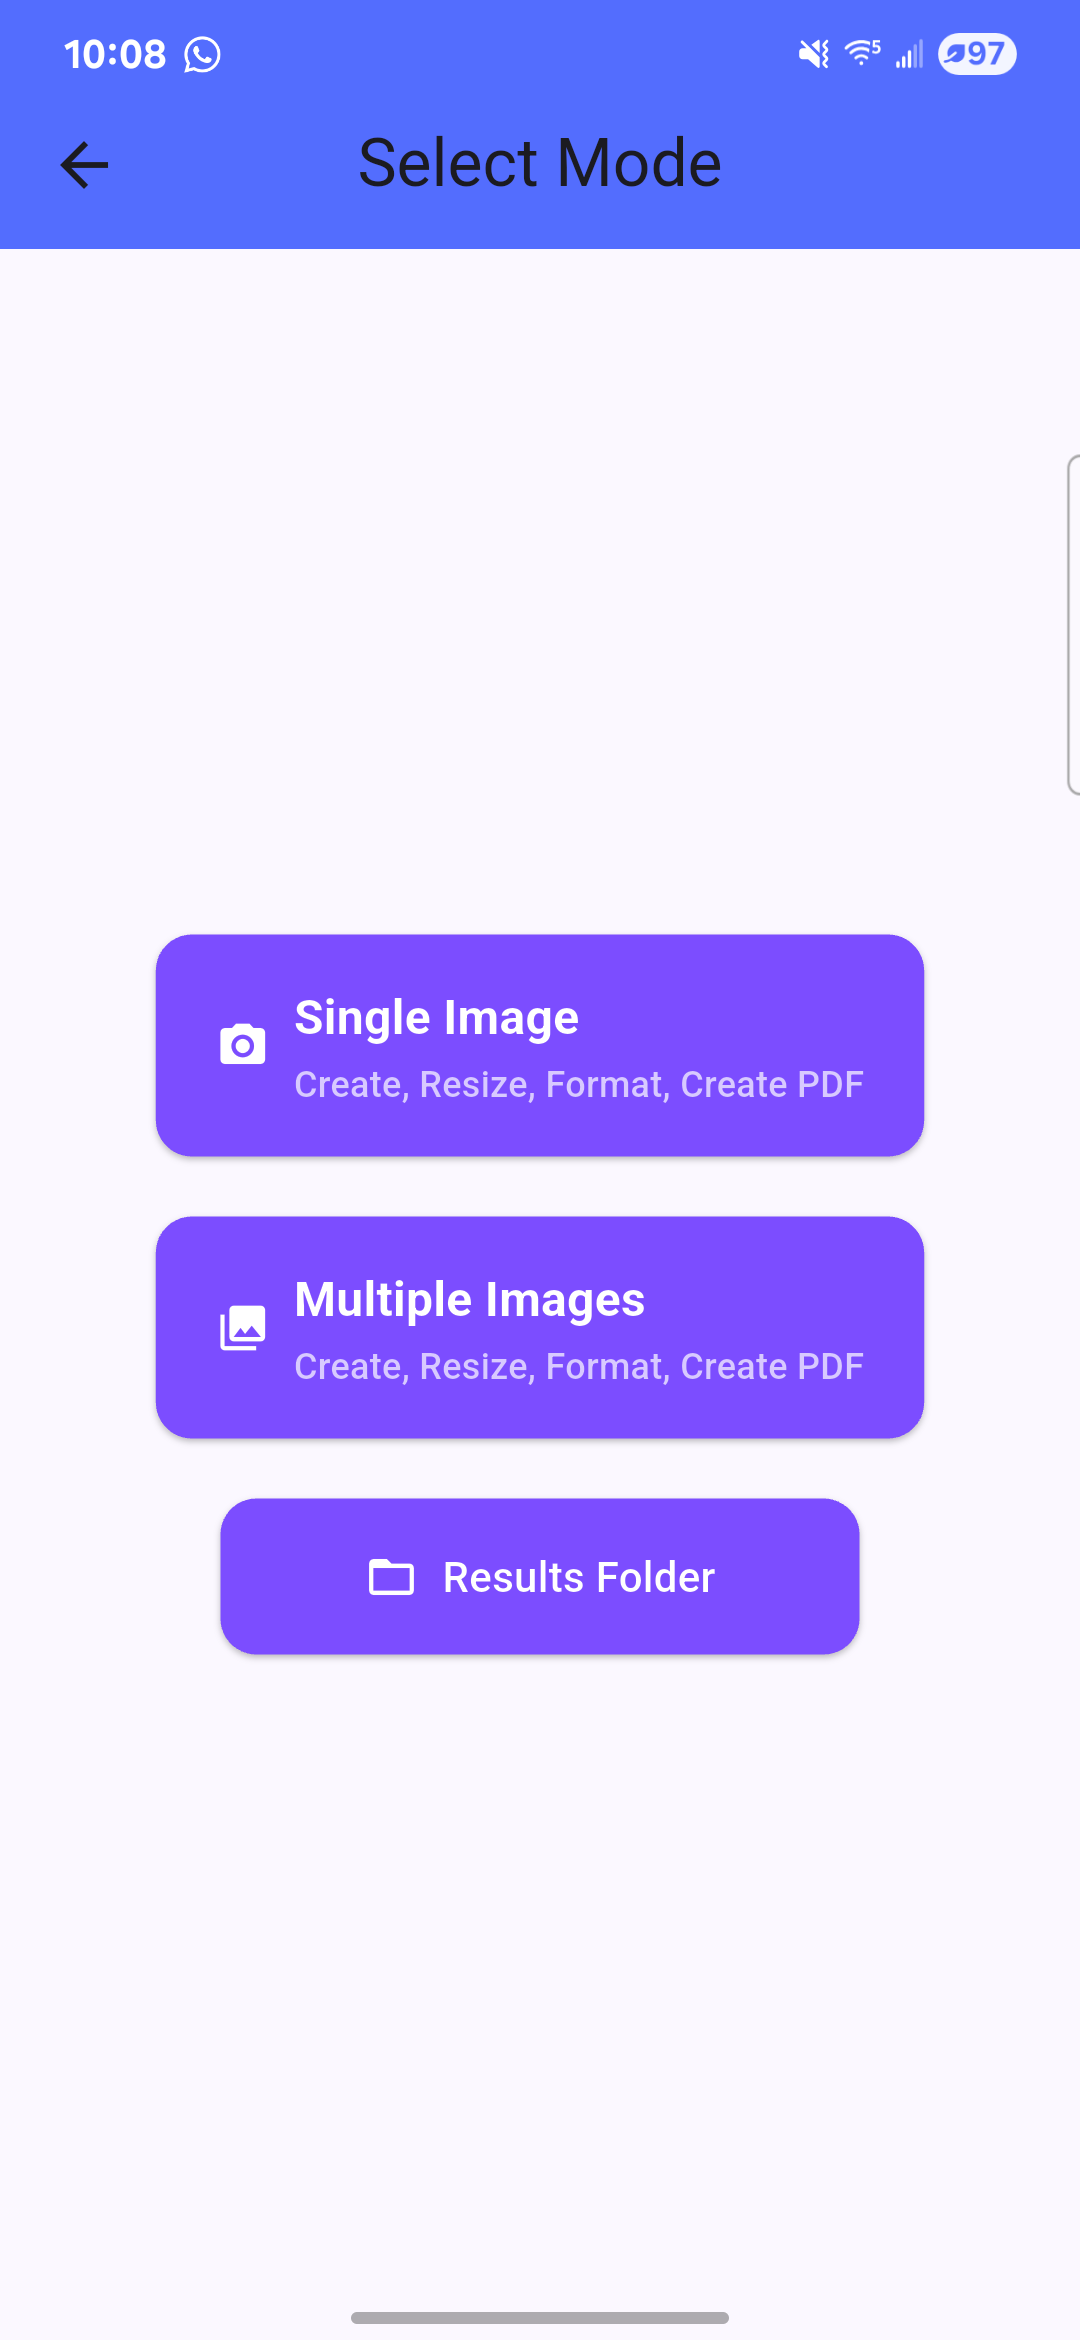 10:08
5
97
Select Mode
Single Image
Create, Resize, Format, Create PDF
Multiple Images
Create, Resize, Format, Create PDF
Results Folder